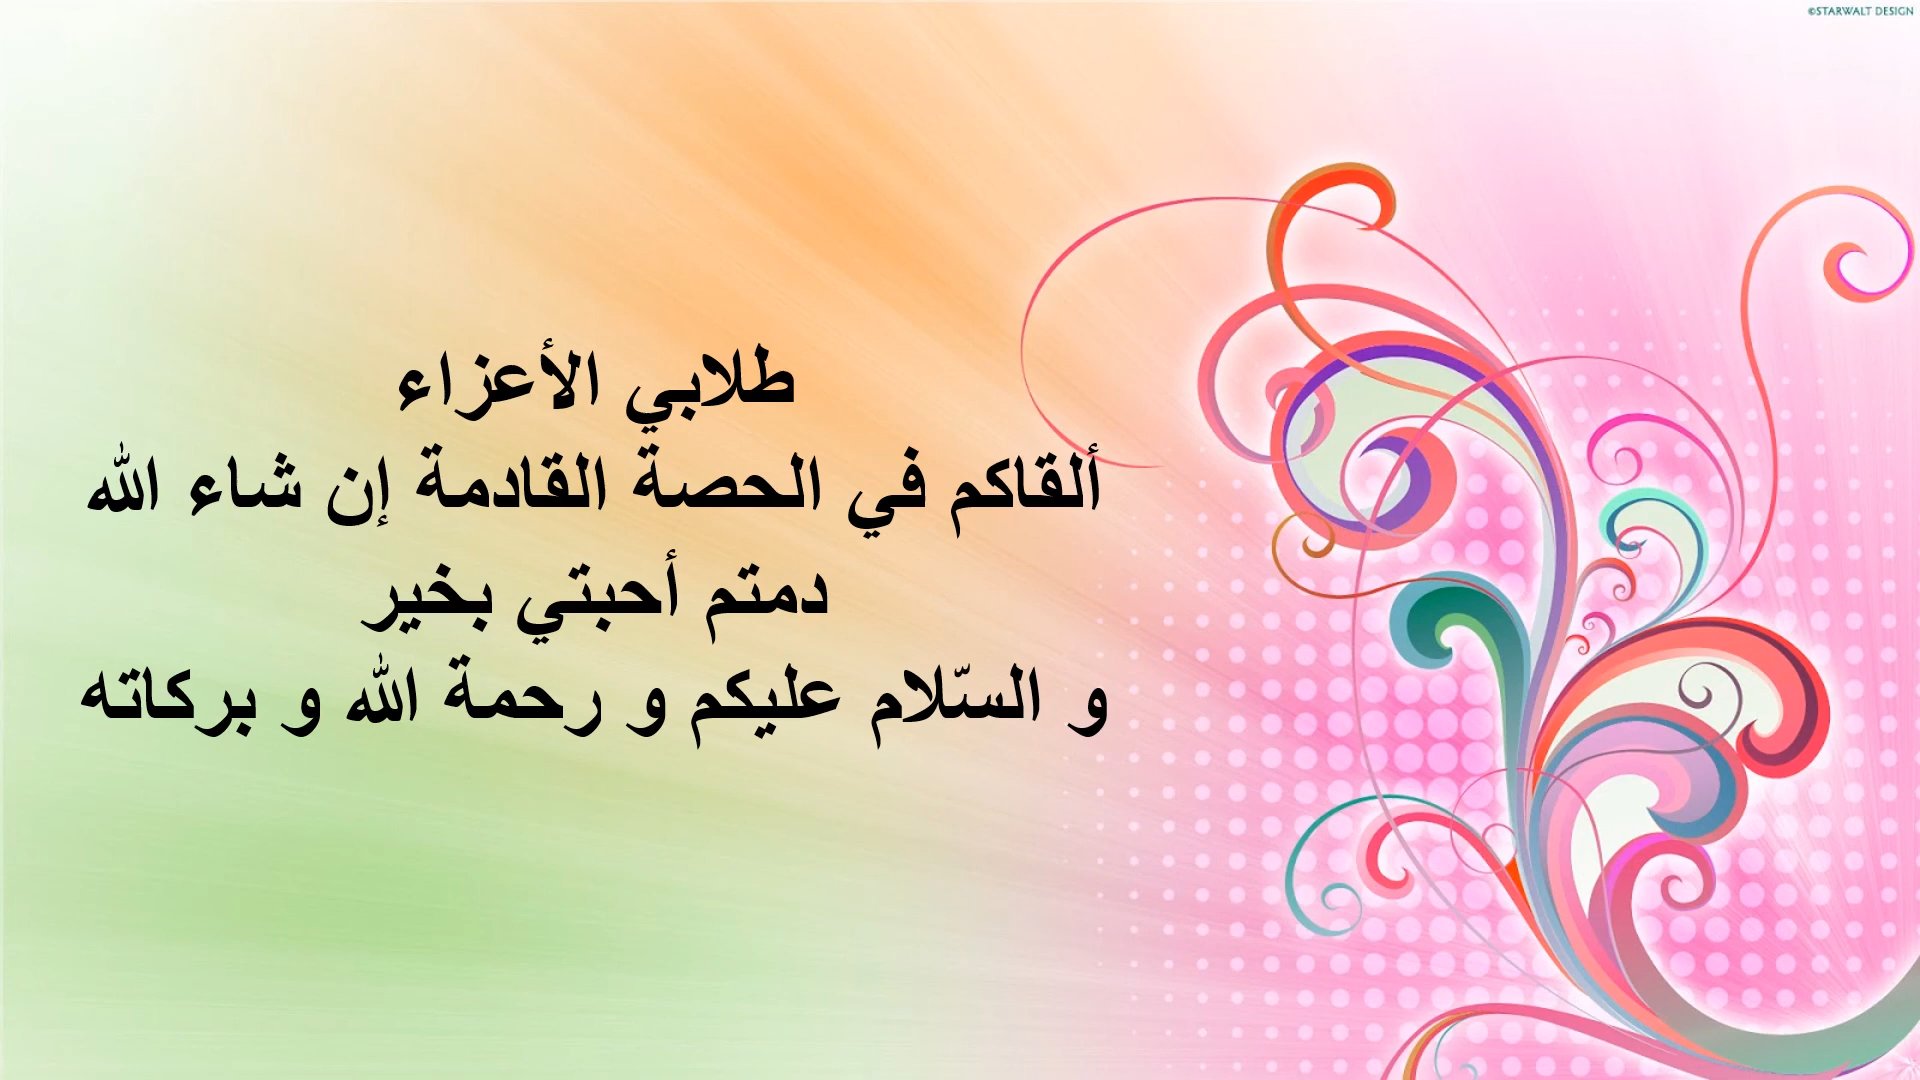 ©STARWALT DESIGN
طلابي الأعزاء
ألقاكم في الحصة القادمة إن شاء الله
دمتم أحبتي بخير
و السّلام عليكم و رحمة الله و بركاته